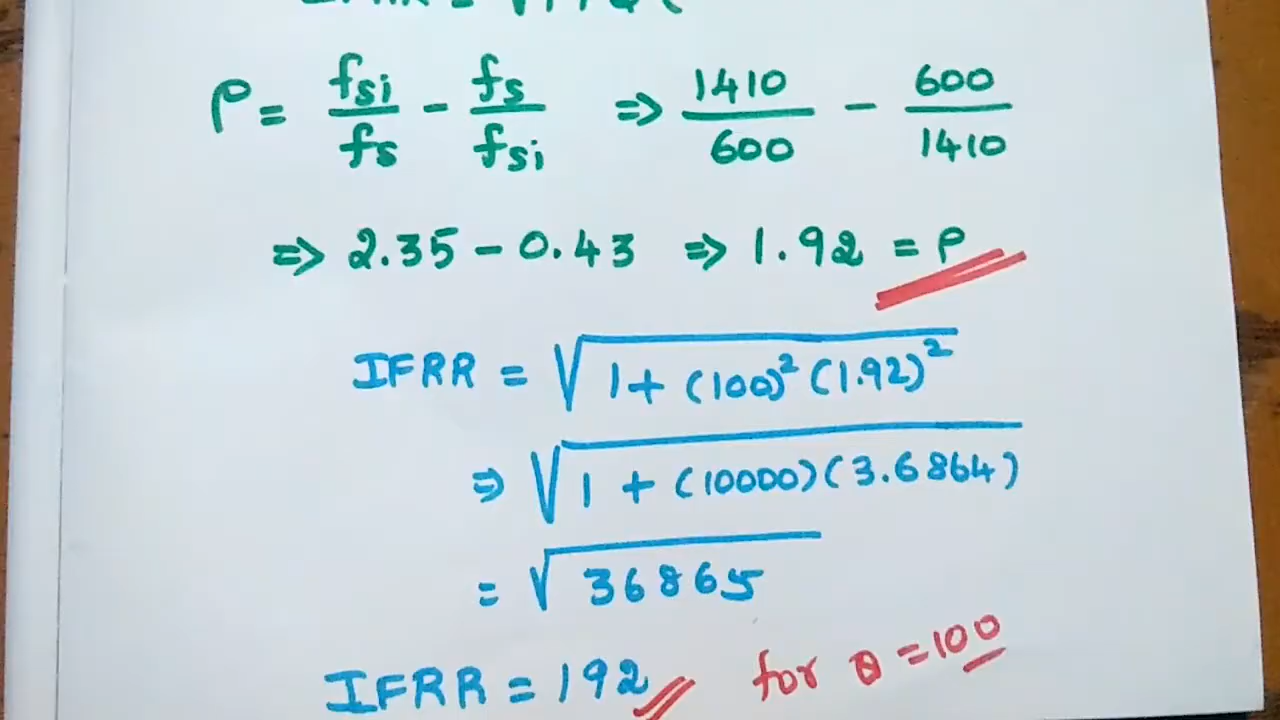 ρ = fsi/fs - fs/fsi ⇒ 1410/600 - 600/1410
⇒ 2.35 - 0.43 ⇒ 1.92 = ρ
IFRR = √(1 + (100)² (1.92)²)
⇒ √(1 + (10000)(3.6864))
= √36865
IFRR = 192 for Q = 100